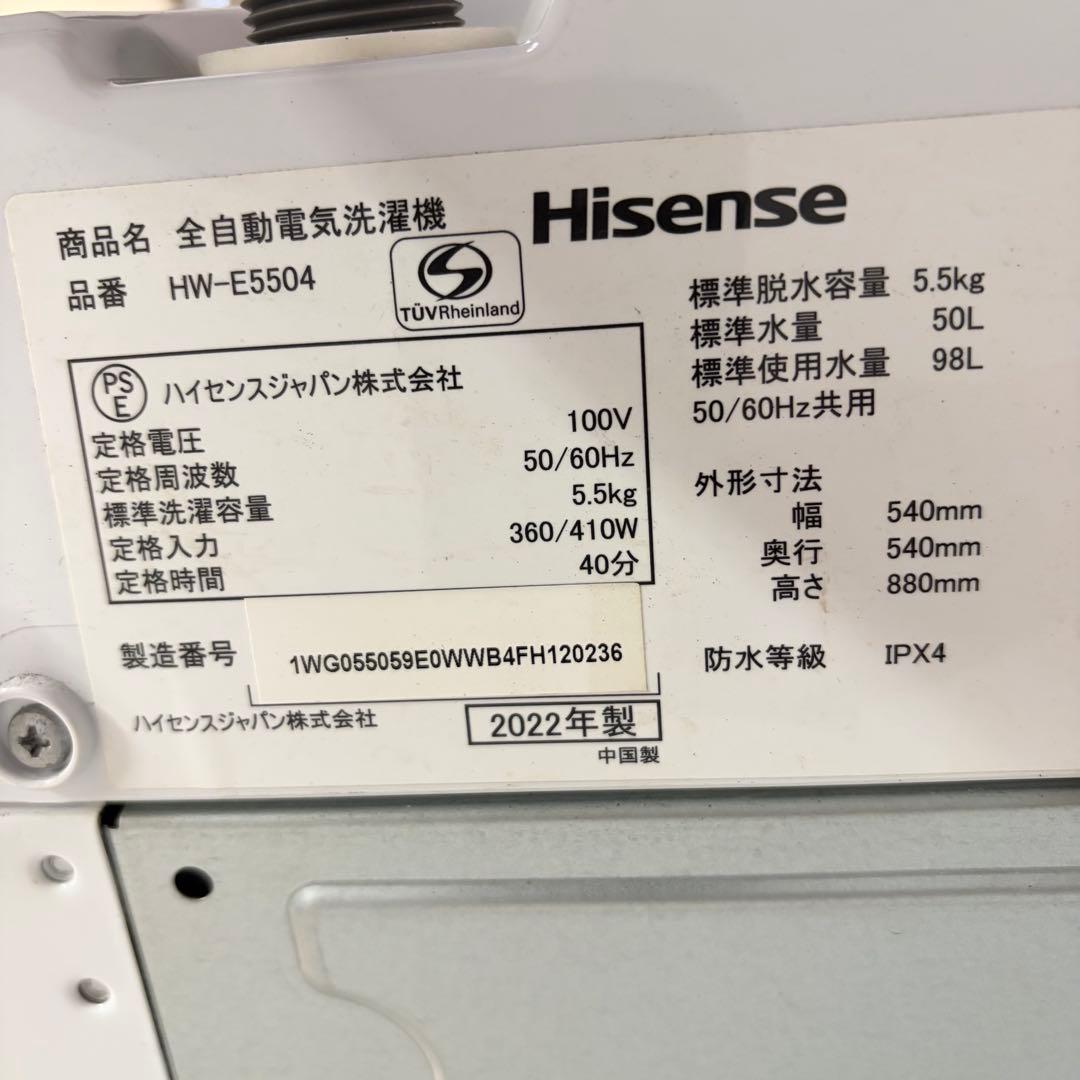 商品名 全自動電気洗濯機
品番 HW-E5504
TÜVRheinland
Hisense
PS
E
ハイセンスジャパン株式会社
定格電圧 100V
定格周波数 50/60Hz
標準洗濯容量 5.5kg
定格入力 360/410W
定格時間 40分
製造番号 1WG055059E0WWB4FH120236
ハイセンスジャパン株式会社 2022年製
中国製
標準脱水容量 5.5kg
標準水量 50L
標準使用水量 98L
50/60Hz共用
外形寸法
幅 540mm
奥行 540mm
高さ 880mm
防水等級 IPX4